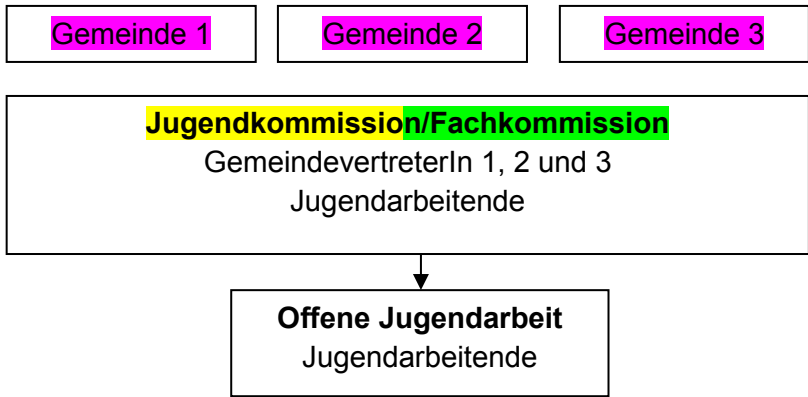 Gemeinde 1
Gemeinde 2
Gemeinde 3
Jugendkommission/Fachkommission
GemeindevertreterIn 1, 2 und 3
Jugendarbeitende
Offene Jugendarbeit
Jugendarbeitende